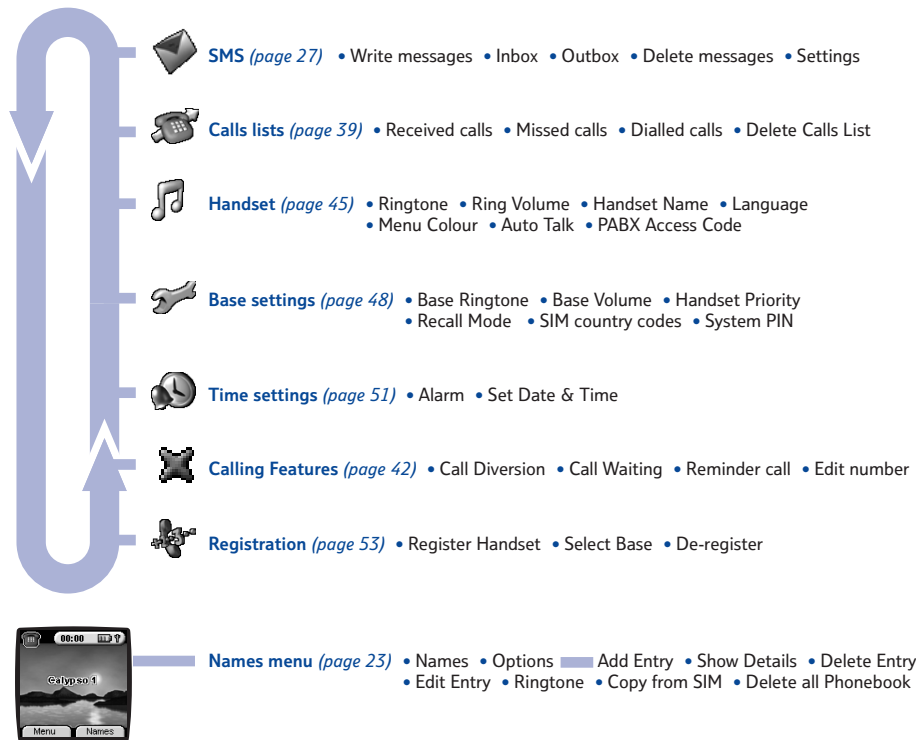 SMS (page 27) • Write messages • Inbox • Outbox • Delete messages • Settings
Calls lists (page 39) • Received calls • Missed calls • Dialled calls • Delete Calls List
Handset (page 45) • Ringtone • Ring Volume • Handset Name • Language
• Menu Colour • Auto Talk • PABX Access Code
Base settings (page 48) • Base Ringtone • Base Volume • Handset Priority
• Recall Mode • SIM country codes • System PIN
Time settings (page 51) • Alarm • Set Date & Time
Calling Features (page 42) • Call Diversion • Call Waiting • Reminder call • Edit number
Registration (page 53) • Register Handset • Select Base • De-register
00:00
Calypso 1
Menu Names
Names menu (page 23) • Names • Options Add Entry • Show Details • Delete Entry
• Edit Entry • Ringtone • Copy from SIM • Delete all Phonebook